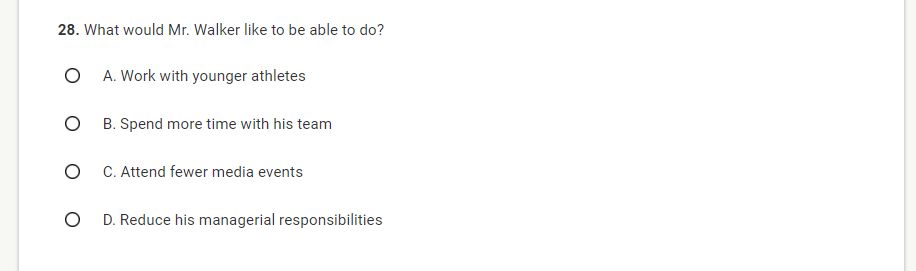 28. What would Mr. Walker like to be able to do?
A. Work with younger athletes
B. Spend more time with his team
C. Attend fewer media events
D. Reduce his managerial responsibilities